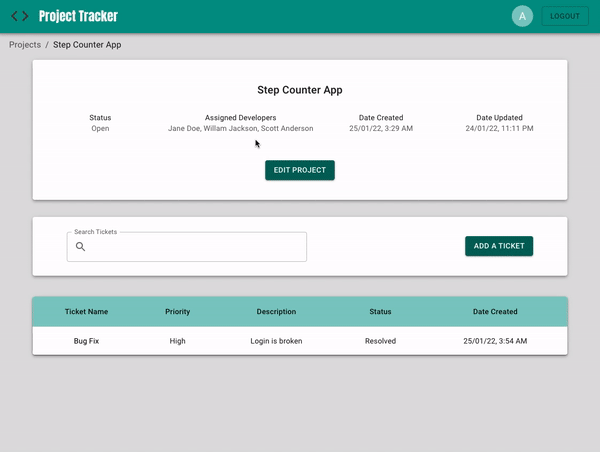 Project Tracker
A
LOGOUT
Projects / Step Counter App
Step Counter App
Status
Assigned Developers
Date Created
Date Updated
Open
Jane Doe, Willam Jackson, Scott Anderson
25/01/22, 3:29 AM
24/01/22, 11:11 PM
EDIT PROJECT
Search Tickets
ADD A TICKET
Ticket Name
Priority
Description
Status
Date Created
Bug Fix
High
Login is broken
Resolved
25/01/22, 3:54 AM